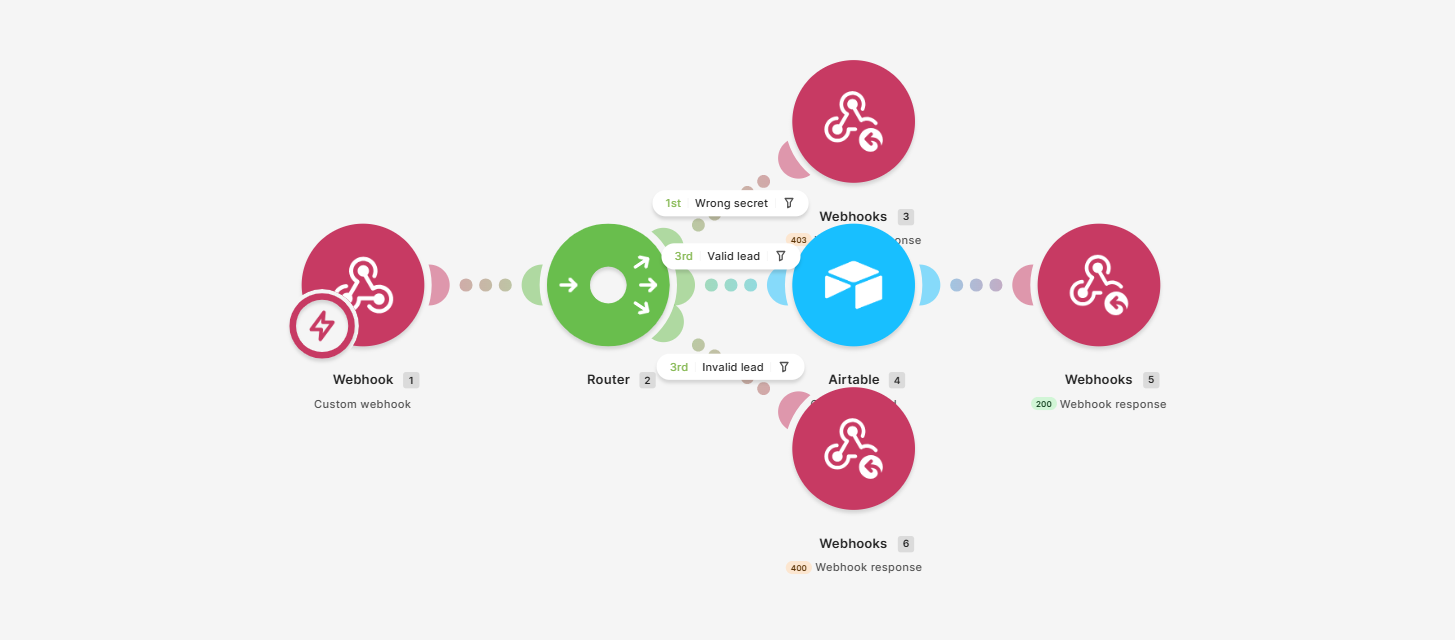 1st Wrong secret
Webhooks 3
403
3rd Valid lead
3rd Invalid lead
Webhook 1
Custom webhook
Router 2
Airtable 4
Webhooks 5
200 Webhook response
Webhooks 6
400 Webhook response